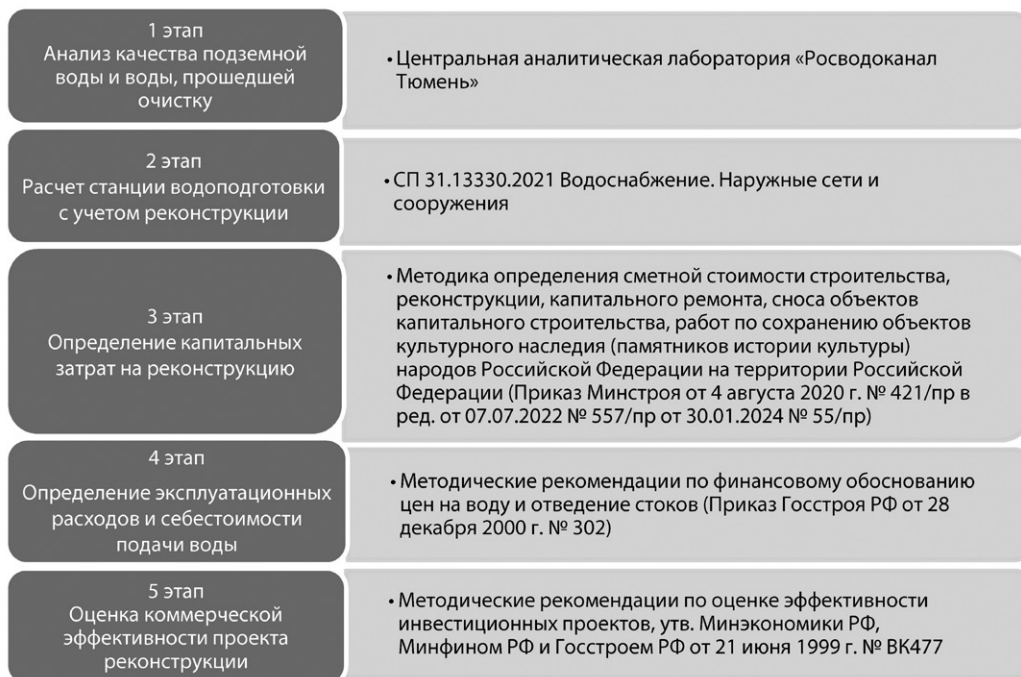 1 этап
Анализ качества подземной
воды и воды, прошедшей
очистку
• Центральная аналитическая лаборатория «Росводоканал
Тюмень»
2 этап
Расчет станции водоподготовки
с учетом реконструкции
• СП 31.13330.2021 Водоснабжение. Наружные сети и
сооружения
3 этап
Определение капитальных
затрат на реконструкцию
• Методика определения сметной стоимости строительства,
реконструкции, капитального ремонта, сноса объектов
капитального строительства, работ по сохранению объектов
культурного наследия (памятников истории культуры)
народов Российской Федерации на территории Российской
Федерации (Приказ Минстроя от 4 августа 2020 г. № 421/пр в
ред. от 07.07.2022 № 557/пр от 30.01.2024 № 55/пр)
4 этап
Определение эксплуатационных
расходов и себестоимости
подачи воды
• Методические рекомендации по финансовому обоснованию
цен на воду и отведение стоков (Приказ Госстроя РФ от 28
декабря 2000 г. № 302)
5 этап
Оценка коммерческой
эффективности проекта
реконструкции
• Методические рекомендации по оценке эффективности
инвестиционных проектов, утв. Минэкономики РФ,
Минфином РФ и Госстроем РФ от 21 июня 1999 г. № ВК477